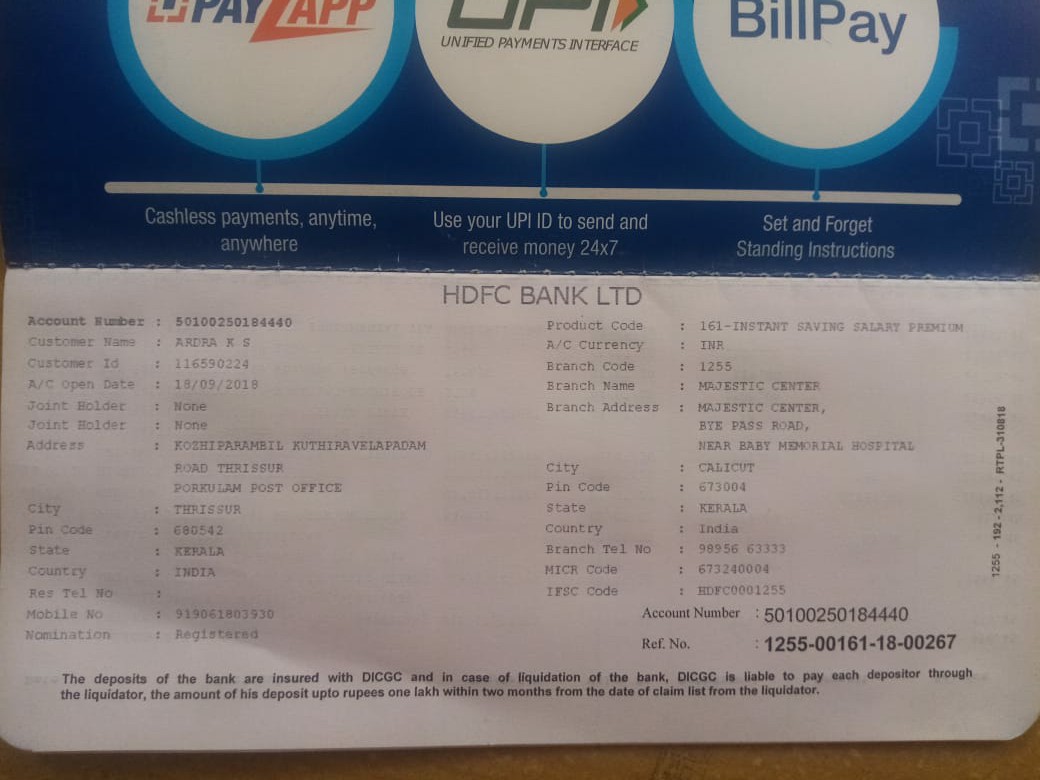 PAYZAPP
UPI
UNIFIED PAYMENTS INTERFACE
BillPay
Cashless payments, anytime,
anywhere
Use your UPI ID to send and
receive money 24x7
Set and Forget
Standing Instructions
HDFC BANK LTD
Account Number : 50100250184440
Customer Name : ARDRA K S
Customer Id : 116590224
A/C Open Date : 18/09/2018
Joint Holder : None
Joint Holder : None
Address : KOZHIPARAMBIL KUTHIRAVELAPADAM
ROAD THRISSUR
PORKULAM POST OFFICE
City : THRISSUR
Pin Code : 680542
State : KERALA
Country : INDIA
Res Tel No :
Mobile No : 919061803930
Nomination : Registered
Product Code : 161-INSTANT SAVING SALARY PREMIUM
A/C Currency : INR
Branch Code : 1255
Branch Name : MAJESTIC CENTER
Branch Address : MAJESTIC CENTER,
BYE PASS ROAD,
NEAR BABY MEMORIAL HOSPITAL
City : CALICUT
Pin Code : 673004
State : KERALA
Country : India
Branch Tel No : 98956 63333
MICR Code : 673240004
IFSC Code : HDFC0001255
Account Number : 50100250184440
Ref. No. : 1255-00161-18-00267
1255 - 192 - 2,112 - RTPL-310818
The deposits of the bank are insured with DICGC and in case of liquidation of the bank, DICGC is liable to pay each depositor through
the liquidator, the amount of his deposit upto rupees one lakh within two months from the date of claim list from the liquidator.